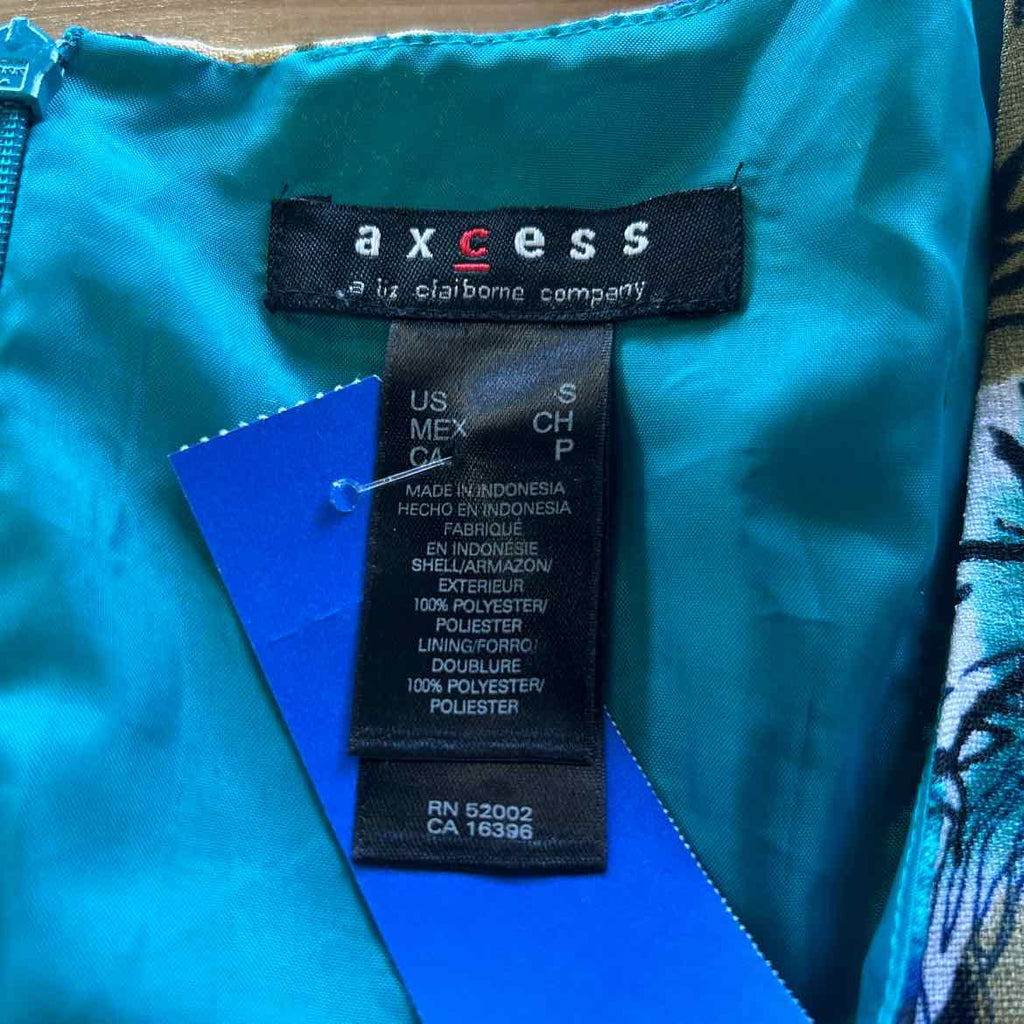 axcess
a liz claiborne company
US S
MEX CH
CA P
MADE IN INDONESIA
HECHO EN INDONESIA
FABRIQUÉ
EN INDONÉSIE
SHELL/ARMAZON/
EXTERIEUR
100% POLYESTER/
POLIESTER
LINING/FORRO/
DOUBLURE
100% POLYESTER/
POLIESTER
RN 52002
CA 16396